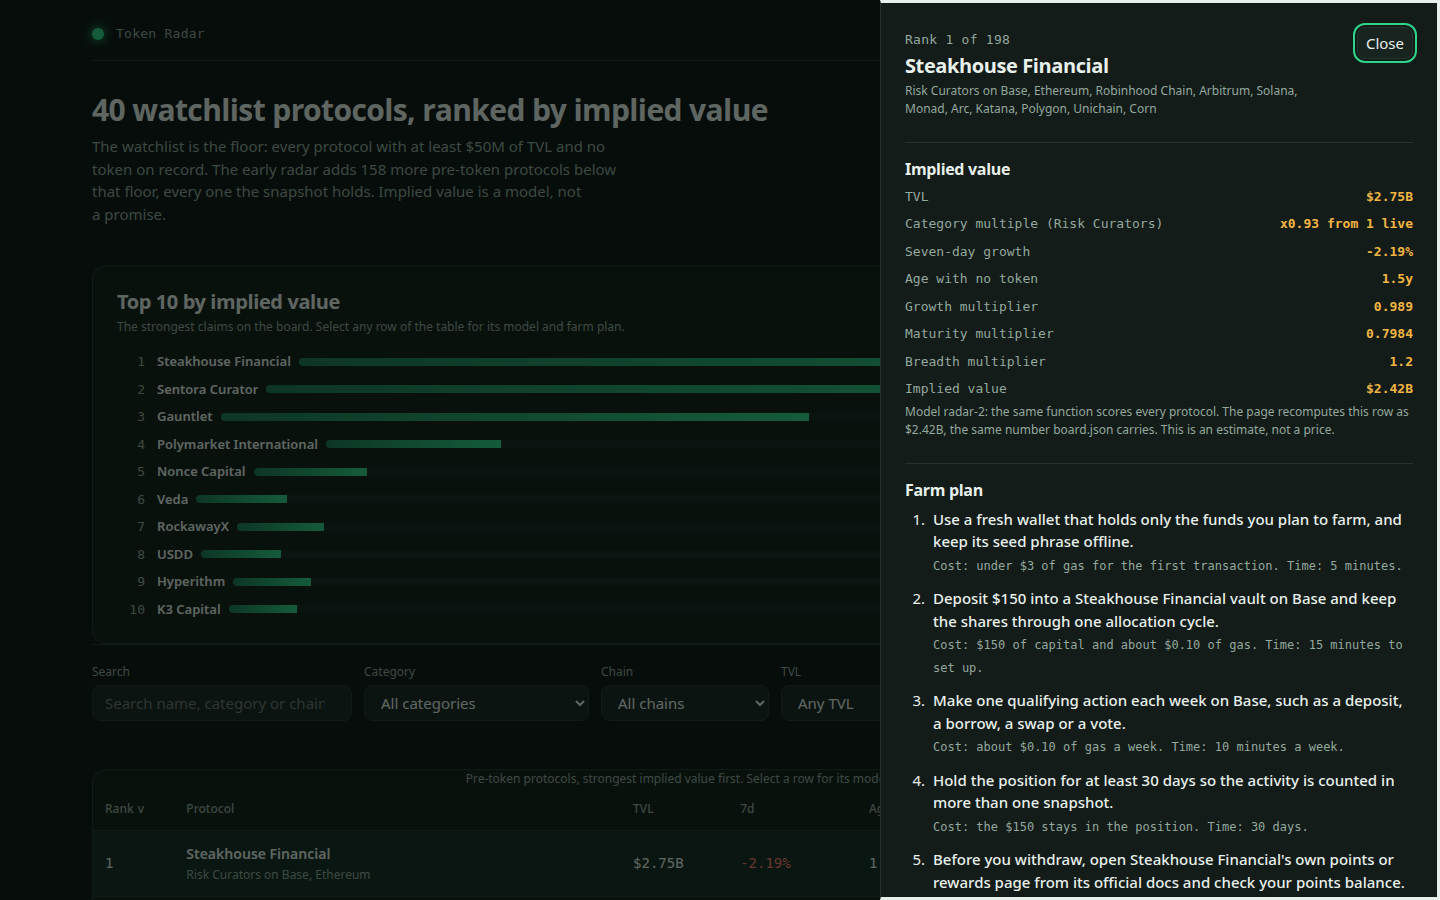 Token Radar
40 watchlist protocols, ranked by implied value
The watchlist is the floor: every protocol with at least $50M of TVL and no
token on record. The early radar adds 158 more pre-token protocols below
that floor, every one the snapshot holds. Implied value is a model, not
a promise.
Top 10 by implied value
The strongest claims on the board. Select any row of the table for its model and farm plan.
1 Steakhouse Financial
2 Sentora Curator
3 Gauntlet
4 Polymarket International
5 Nonce Capital
6 Veda
7 RockawayX
8 USDD
9 Hyperithm
10 K3 Capital
Search Category Chain TVL
Search name, category or chain All categories All chains Any TVL
Pre-token protocols, strongest implied value first. Select a row for its
Rank v Protocol TVL 7d
1 Steakhouse Financial $2.75B -2.19% 1
Risk Curators on Base, Ethereum
Rank 1 of 198
Close
Steakhouse Financial
Risk Curators on Base, Ethereum, Robinhood Chain, Arbitrum, Solana,
Monad, Arc, Katana, Polygon, Unichain, Corn
Implied value
TVL $2.75B
Category multiple (Risk Curators) x0.93 from 1 live
Seven-day growth -2.19%
Age with no token 1.5y
Growth multiplier 0.989
Maturity multiplier 0.7984
Breadth multiplier 1.2
Implied value $2.42B
Model radar-2: the same function scores every protocol. The page recomputes this row as
$2.42B, the same number board.json carries. This is an estimate, not a price.
Farm plan
1. Use a fresh wallet that holds only the funds you plan to farm, and
keep its seed phrase offline.
Cost: under $3 of gas for the first transaction. Time: 5 minutes.
2. Deposit $150 into a Steakhouse Financial vault on Base and keep
the shares through one allocation cycle.
Cost: $150 of capital and about $0.10 of gas. Time: 15 minutes to
set up.
3. Make one qualifying action each week on Base, such as a deposit,
a borrow, a swap or a vote.
Cost: about $0.10 of gas a week. Time: 10 minutes a week.
4. Hold the position for at least 30 days so the activity is counted in
more than one snapshot.
Cost: the $150 stays in the position. Time: 30 days.
5. Before you withdraw, open Steakhouse Financial's own points or
rewards page from its official docs and check your points balance.